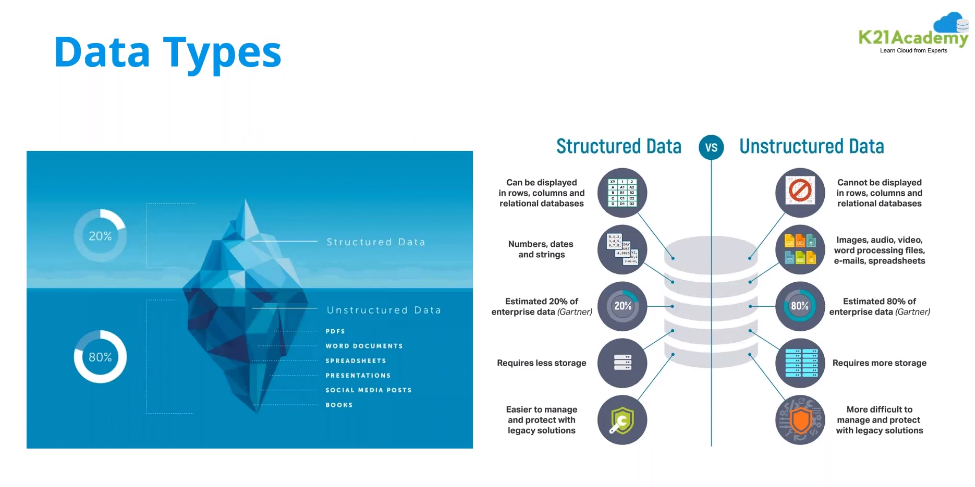 Data Types
K21Academy
Learn Cloud from Experts
20%
Structured Data
Unstructured Data
PDFS
WORD DOCUMENTS
SPREADSHEETS
PRESENTATIONS
SOCIAL MEDIA POSTS
BOOKS
80%
Structured Data VS Unstructured Data
Can be displayed
in rows, columns and
relational databases
Numbers, dates
and strings
Estimated 20% of
enterprise data (Gartner)
20%
Requires less storage
Easier to manage
and protect with
legacy solutions
Cannot be displayed
in rows, columns and
relational databases
Images, audio, video,
word processing files,
e-mails, spreadsheets
80%
Estimated 80% of
enterprise data (Gartner)
Requires more storage
More difficult to
manage and protect
with legacy solutions